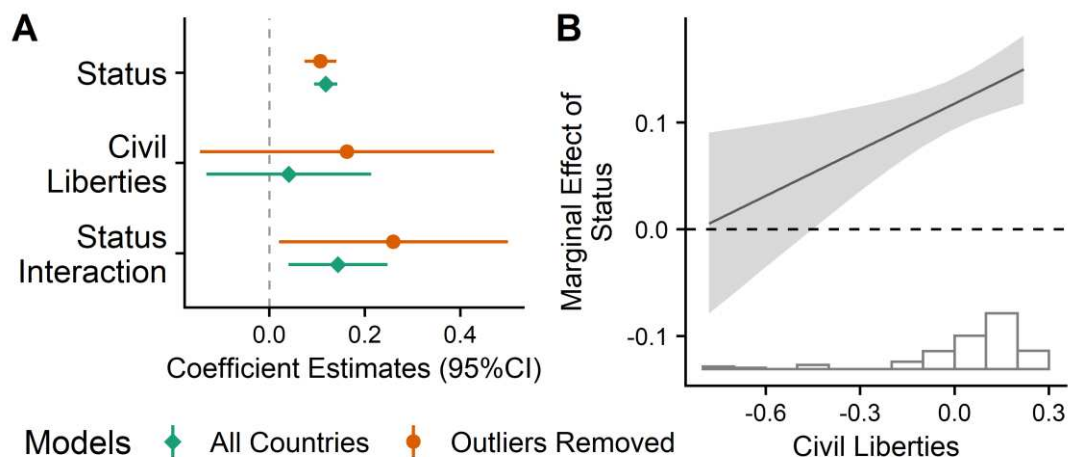 A
Status
Civil
Liberties
Status
Interaction
0.0
0.2
0.4
Coefficient Estimates (95%CI)
B
Marginal Effect of
Status
0.1
0.0
-0.1
-0.6
-0.3
0.0
0.3
Civil Liberties
Models
All Countries
Outliers Removed